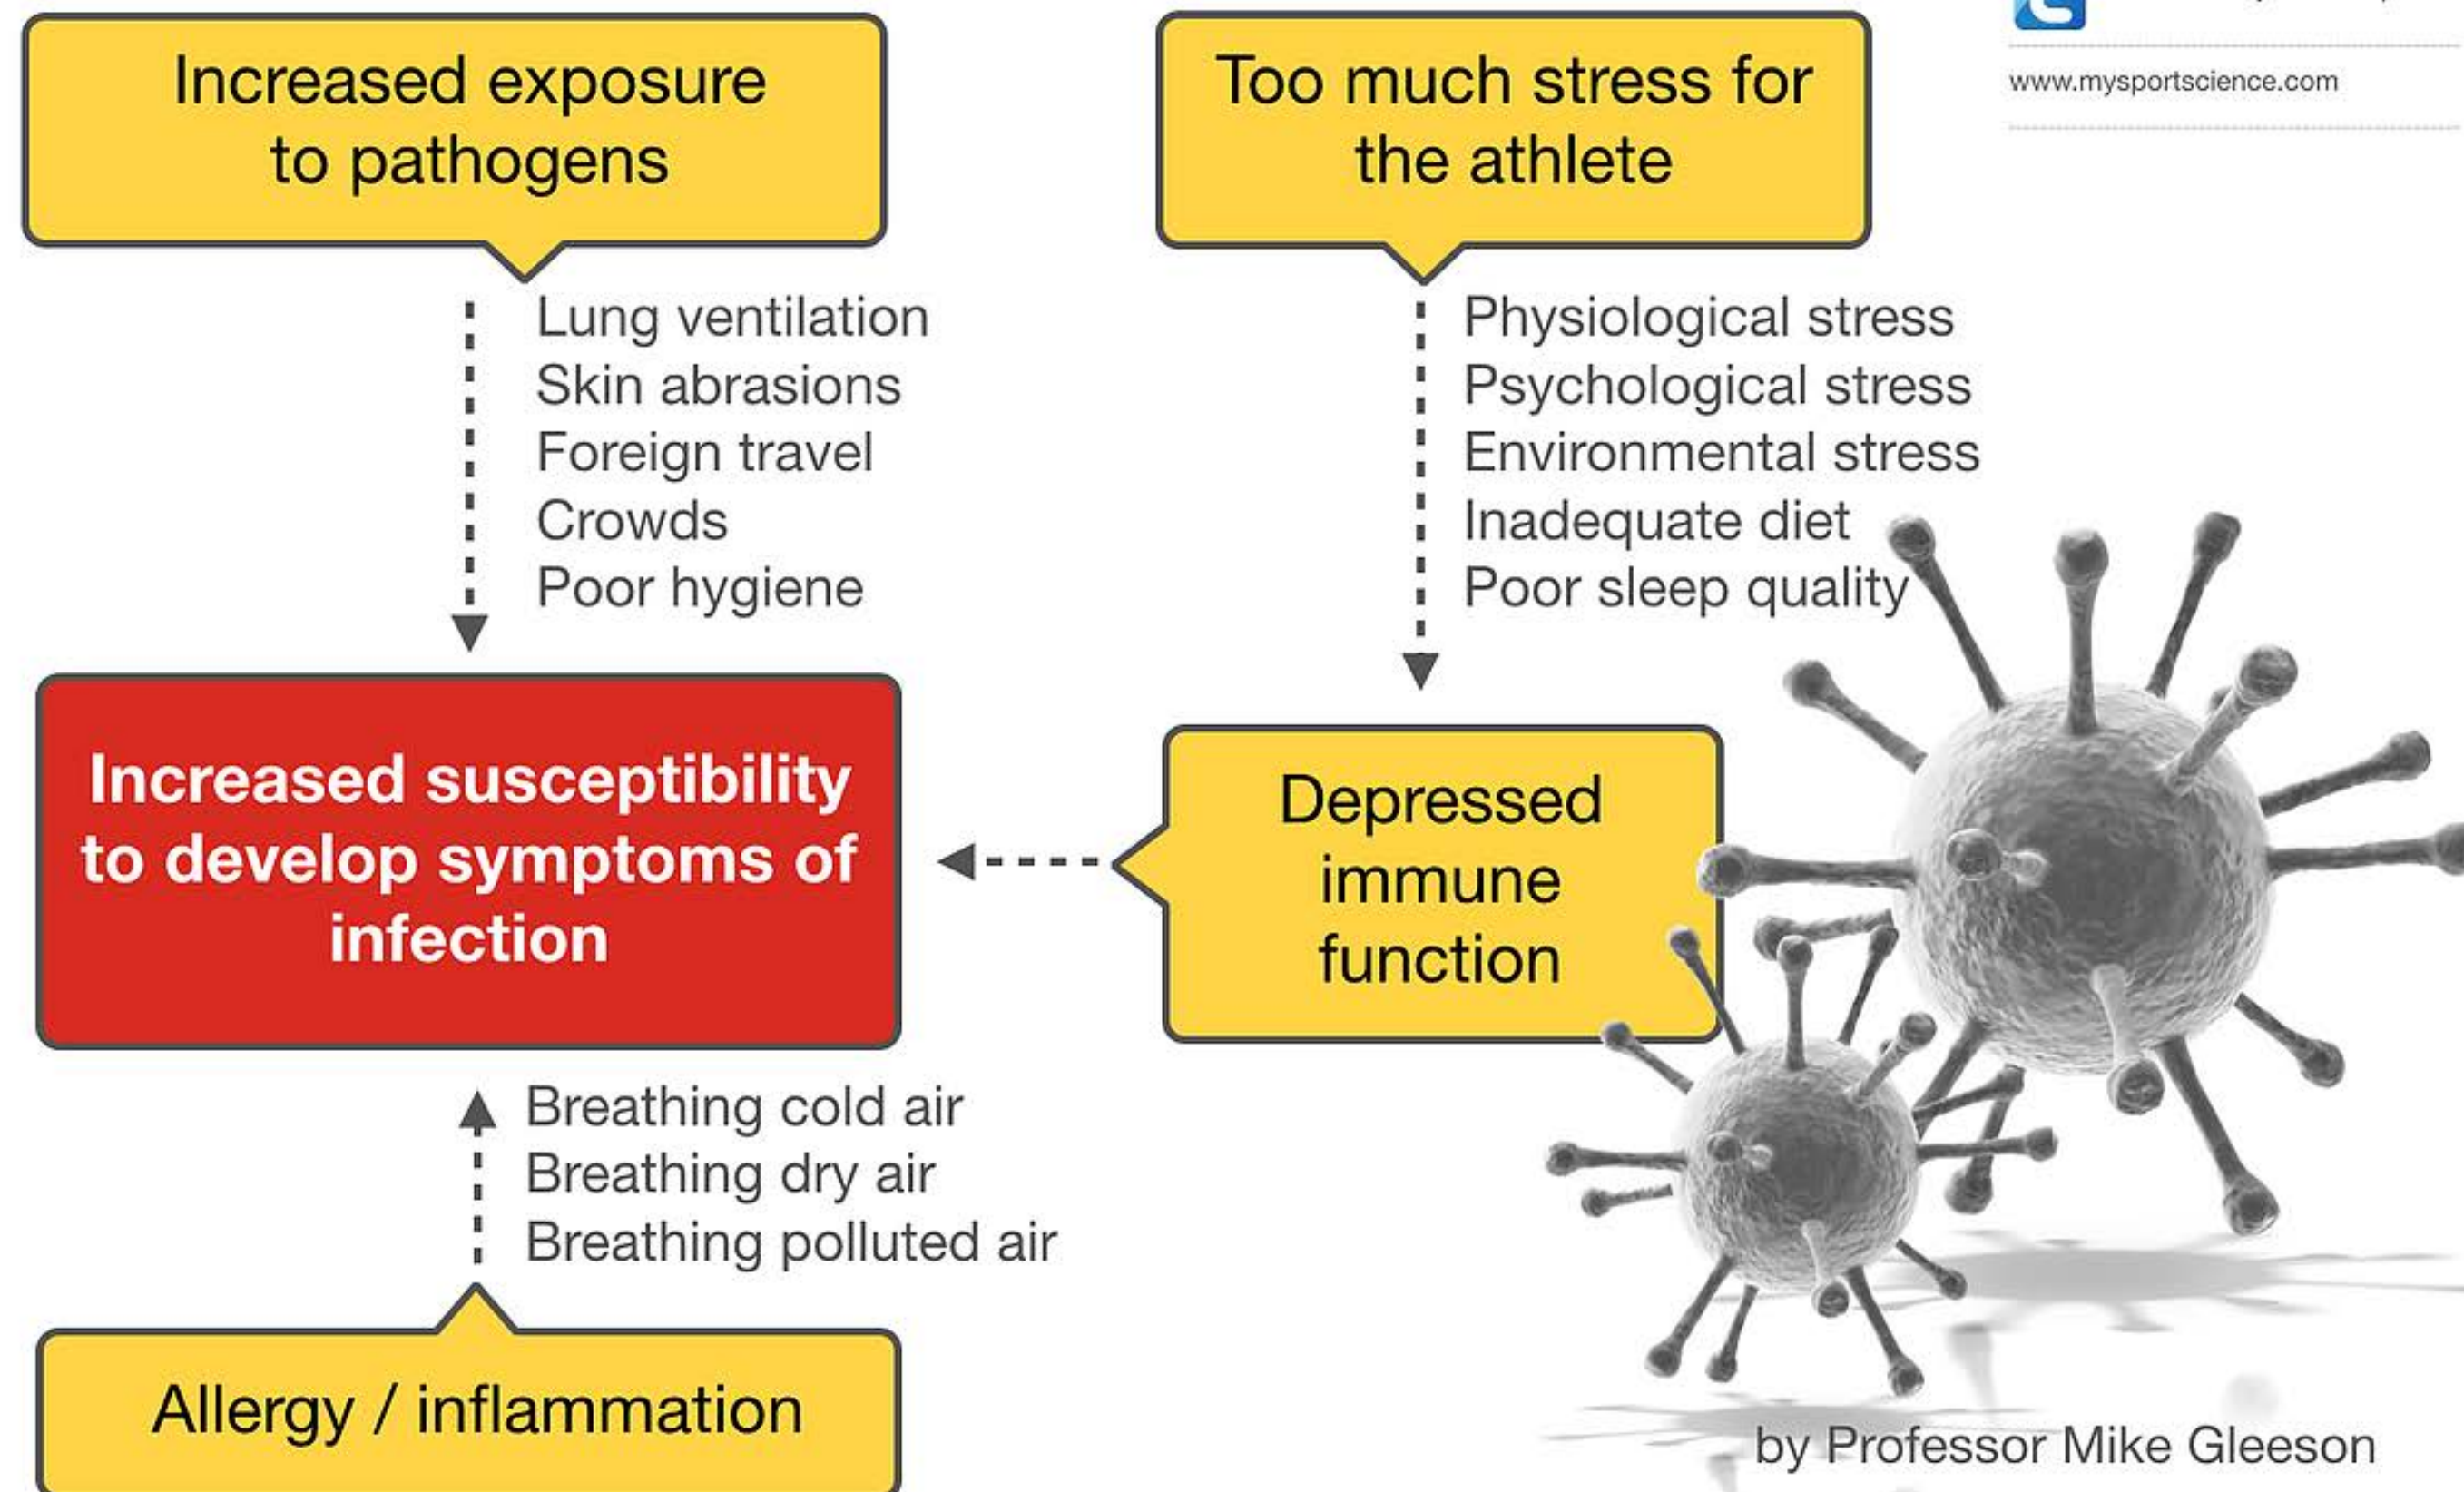 Increased exposure
to pathogens
Too much stress for
the athlete
www.mysportscience.com
Lung ventilation
Skin abrasions
Foreign travel
Crowds
Poor hygiene
Physiological stress
Psychological stress
Environmental stress
Inadequate diet
Poor sleep quality
Increased susceptibility
to develop symptoms of
infection
Depressed
immune
function
Breathing cold air
Breathing dry air
Breathing polluted air
Allergy / inflammation
by Professor Mike Gleeson